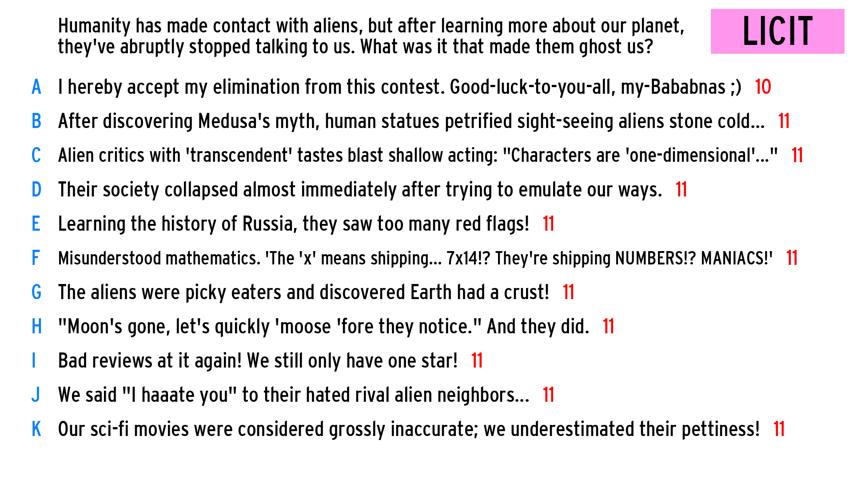 Humanity has made contact with aliens, but after learning more about our planet,
they've abruptly stopped talking to us. What was it that made them ghost us?
LICIT
A I hereby accept my elimination from this contest. Good-luck-to-you-all, my-Bababnas ;) 10
B After discovering Medusa's myth, human statues petrified sight-seeing aliens stone cold... 11
C Alien critics with 'transcendent' tastes blast shallow acting: "Characters are 'one-dimensional'..." 11
D Their society collapsed almost immediately after trying to emulate our ways. 11
E Learning the history of Russia, they saw too many red flags! 11
F Misunderstood mathematics. 'The 'x' means shipping... 7x14!? They're shipping NUMBERS!? MANIACS!' 11
G The aliens were picky eaters and discovered Earth had a crust! 11
H "Moon's gone, let's quickly 'moose 'fore they notice." And they did. 11
I Bad reviews at it again! We still only have one star! 11
J We said "I haaate you" to their hated rival alien neighbors... 11
K Our sci-fi movies were considered grossly inaccurate; we underestimated their pettiness! 11